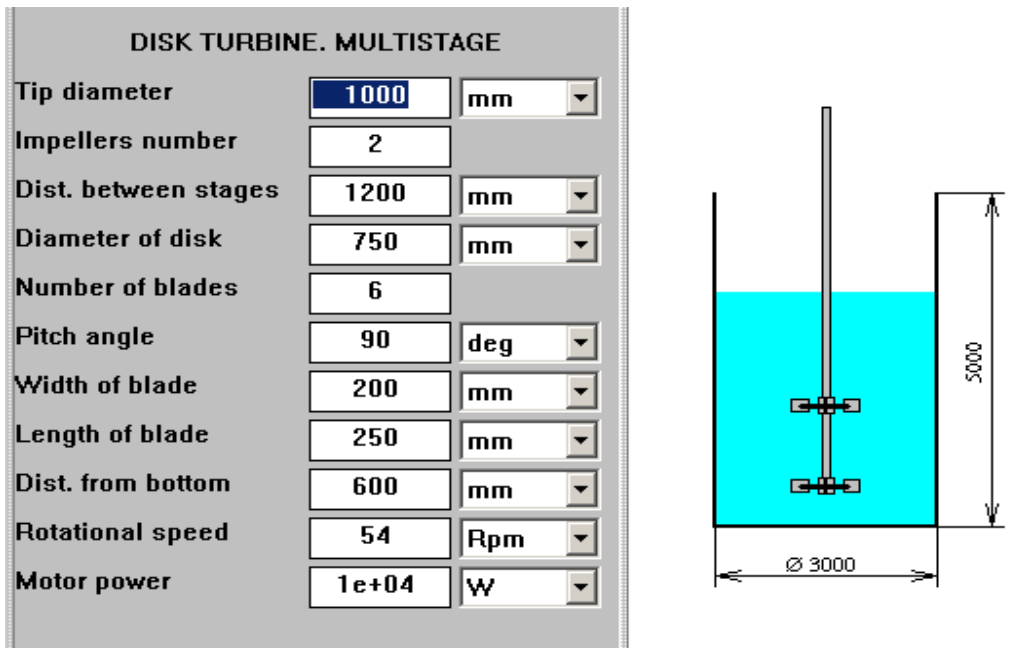 DISK TURBINE. MULTISTAGE
Tip diameter 1000 mm
Impellers number 2
Dist. between stages 1200 mm
Diameter of disk 750 mm
Number of blades 6
Pitch angle 90 deg
Width of blade 200 mm
Length of blade 250 mm
Dist. from bottom 600 mm
Rotational speed 54 Rpm
Motor power 1e+04 W
5000
Ø 3000